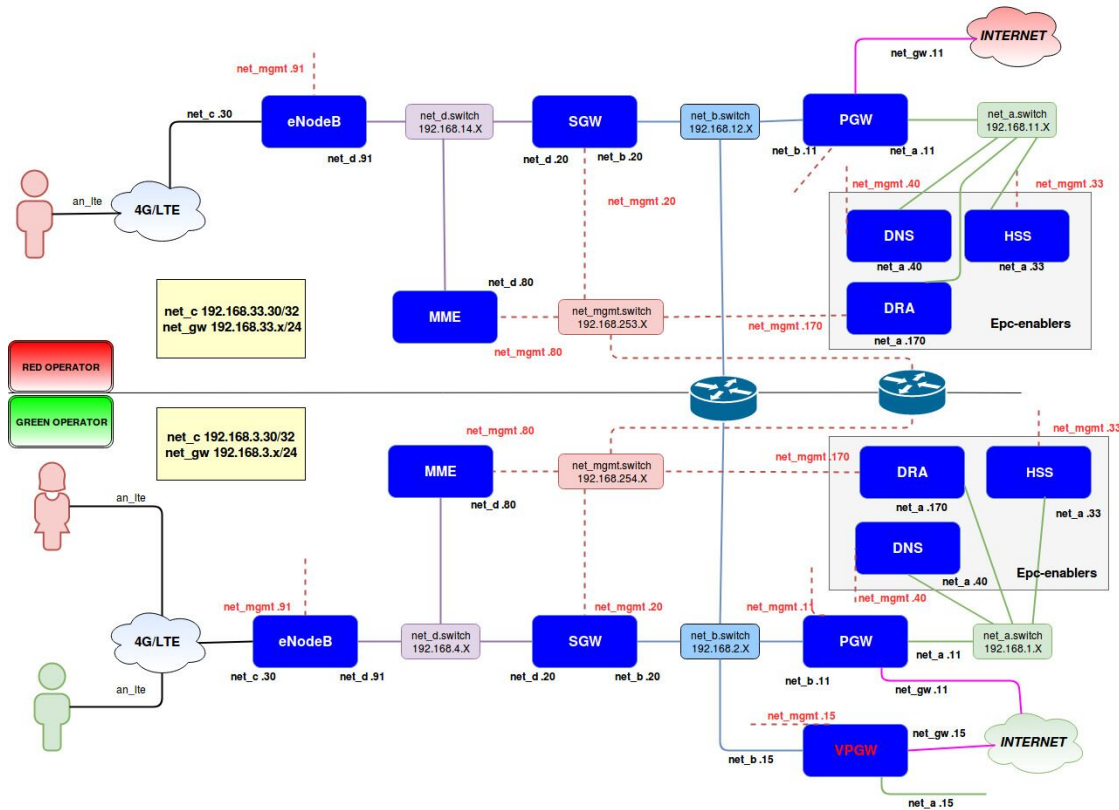 INTERNET
net_gw .11
net_mgmt .91
net_c .30
eNodeB
net_d.switch
192.168.14.X
SGW
net_b.switch
192.168.12.X
PGW
net_a.switch
192.168.11.X
net_d .91
net_d .20
net_b .20
net_b .11
net_a .11
net_mgmt .40
net_mgmt .33
net_mgmt .20
an_lte
4G/LTE
DNS
HSS
net_a .40
net_a .33
net_d .80
net_c 192.168.33.30/32
net_gw 192.168.33.x/24
MME
net_mgmt.switch
192.168.253.X
net_mgmt .170
DRA
Epc-enablers
net_a .170
net_mgmt .80
RED OPERATOR
GREEN OPERATOR
net_c 192.168.3.30/32
net_gw 192.168.3.x/24
net_mgmt .80
net_mgmt .33
MME
net_mgmt.switch
192.168.254.X
net_mgmt .170
DRA
HSS
net_d .80
net_a .170
net_a .33
an_lte
DNS
Epc-enablers
net_a .40
net_mgmt .91
net_mgmt .20
net_mgmt .11
net_mgmt .40
4G/LTE
eNodeB
net_d.switch
192.168.4.X
SGW
net_b.switch
192.168.2.X
PGW
net_a.switch
192.168.1.X
net_a .11
net_c .30
net_d .91
net_d .20
net_b .20
net_b .11
net_gw .11
an_lte
net_mgmt .15
VPGW
net_gw .15
INTERNET
net_b .15
net_a .15